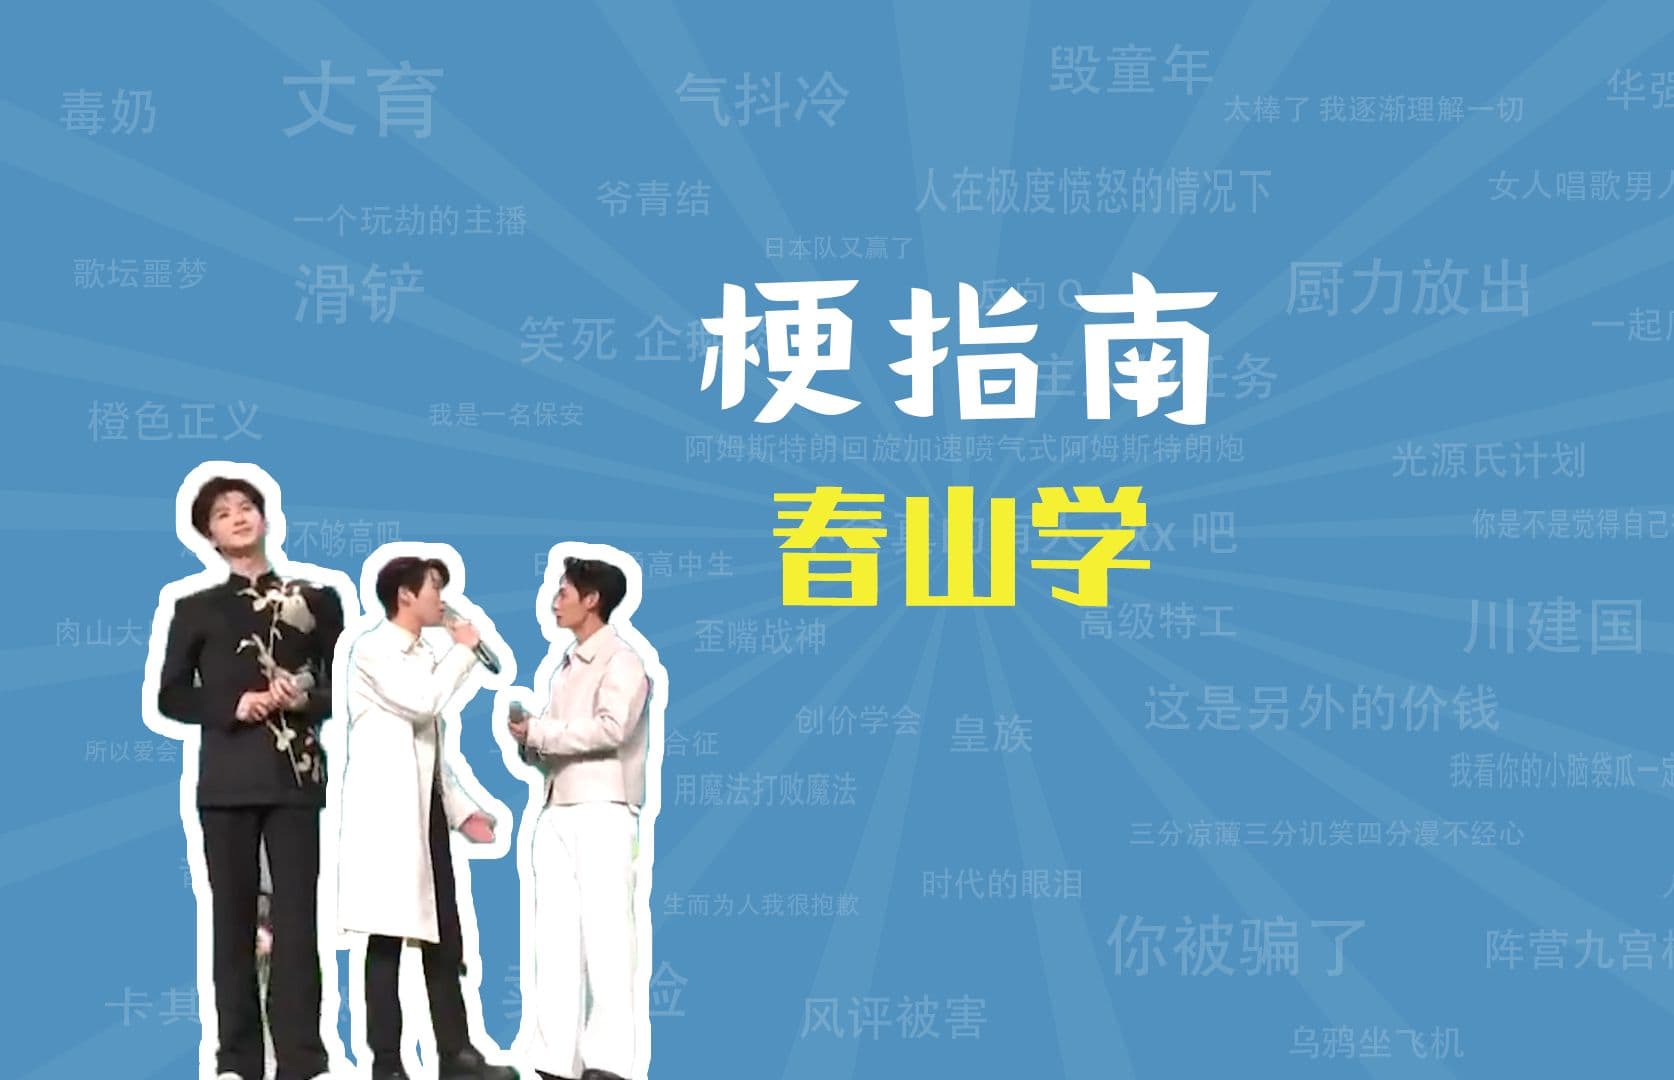 毁童年
丈育
气抖冷
毒奶
太棒了 我逐渐理解一切
华强
人在极度愤怒的情况下
女人唱歌男人
爷青结
一个玩劫的主播
日本队又赢了
歌坛噩梦
滑铲
反向Q
厨力放出
梗指南
笑死 企鹅
一起
主
任务
橙色正义
我是一名保安
阿姆斯特朗回旋加速喷气式阿姆斯特朗炮
光源氏计划
春山学
不够高吧
xx 吧
你是不是觉得自己
高中生
肉山大
歪嘴战神
高级特工
川建国
这是另外的价钱
创价学会
皇族
所以爱会
合征
用魔法打败魔法
我看你的小脑袋瓜一定
三分凉薄三分讥笑四分漫不经心
时代的眼泪
生而为人我很抱歉
你被骗了
阵营九宫格
卡其
险
风评被害
乌鸦坐飞机